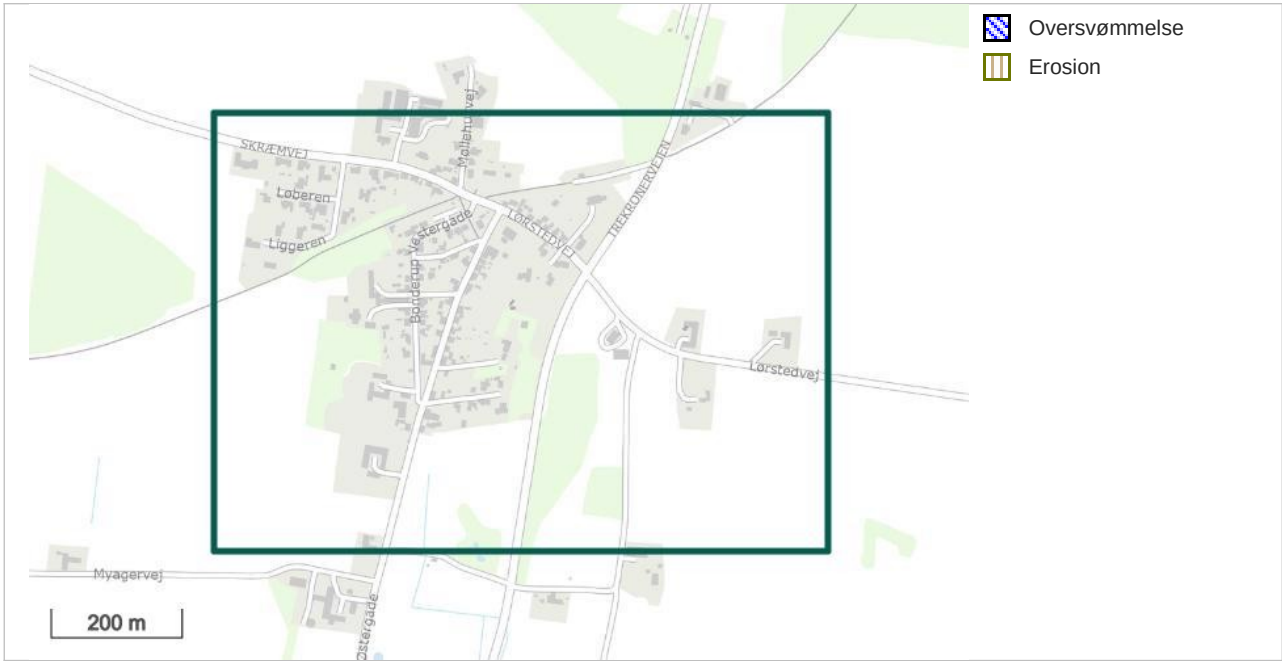 Oversvømmelse
Erosion
Møllehusvej
SKRÆMVEJ
TREKRONERVEJEN
Løberen
LØRSTEDVEJ
Bonderup Vestergade
Liggeren
Lørstedvej
Myagervej
Østergade
200 m